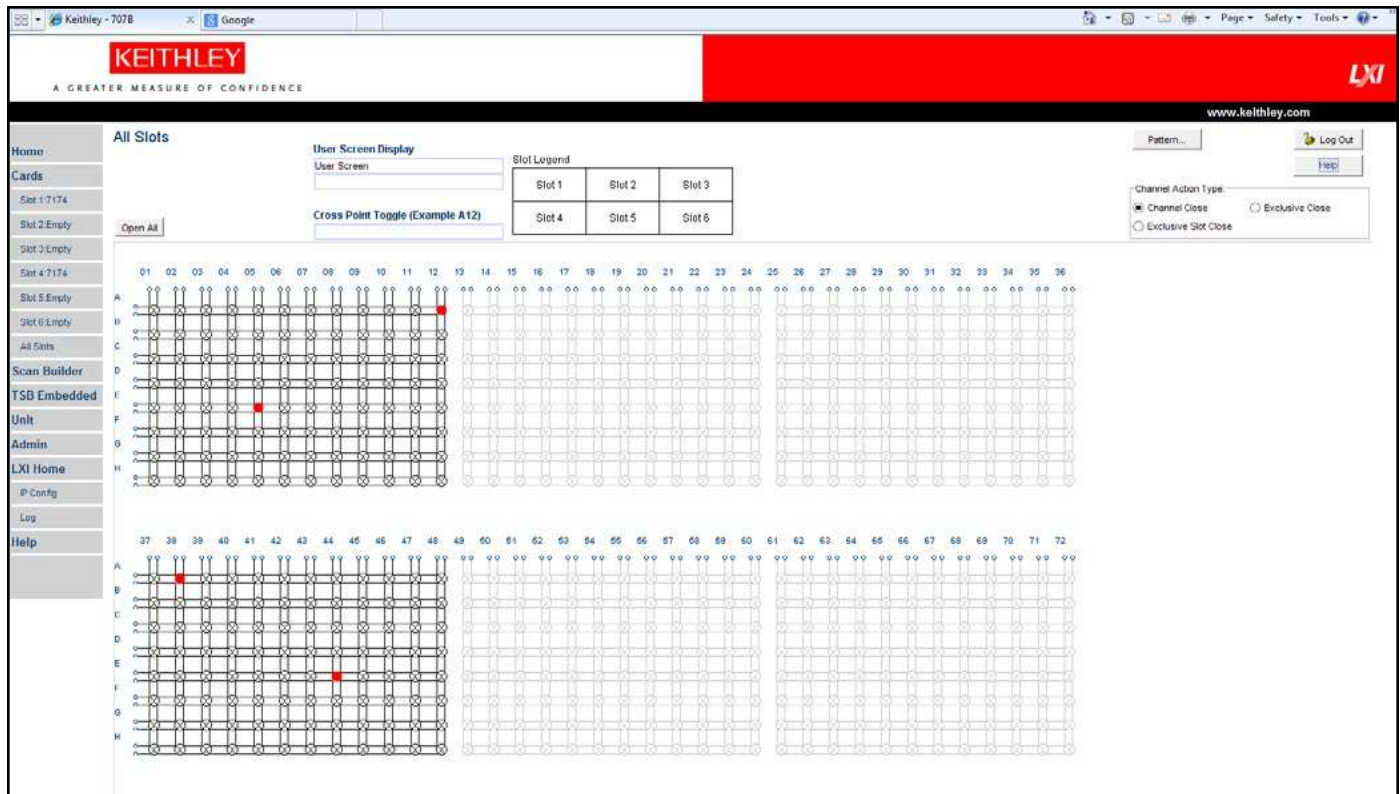 Keithley - 707B
Google
Page
Safety
Tools
KEITHLEY
A GREATER MEASURE OF CONFIDENCE
LXI
www.keithley.com
Home
Cards
Slot 1:7174
Slot 2:Empty
Slot 3:Empty
Slot 4:7174
Slot 5:Empty
Slot 6:Empty
All Slots
Scan Builder
TSB Embedded
Unit
Admin
LXI Home
IP Config
Log
Help
All Slots
Open All
User Screen Display
User Screen
Cross Point Toggle (Example A12)
Slot Legend
Slot 1 Slot 2 Slot 3
Slot 4 Slot 5 Slot 6
Pattern...
Log Out
Help
Channel Action Type
Channel Close
Exclusive Close
Exclusive Slot Close
01 02 03 04 05 06 07 08 09 10 11 12 13 14 15 16 17 18 19 20 21 22 23 24 25 26 27 28 29 30 31 32 33 34 35 36
A
B
C
D
E
F
G
H
37 38 39 40 41 42 43 44 45 46 47 48 49 50 51 52 53 54 55 56 57 58 59 60 61 62 63 64 65 66 67 68 69 70 71 72
A
B
C
D
E
F
G
H